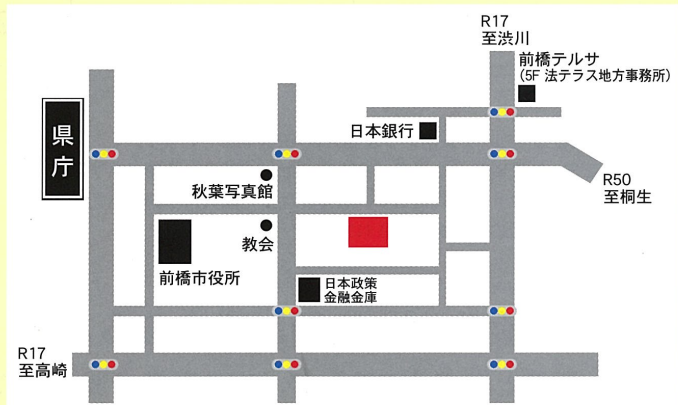 R17
至渋川
前橋テルサ
(5F 法テラス地方事務所)
県庁
日本銀行
R50
至桐生
秋葉写真館
教会
前橋市役所
日本政策
金融金庫
R17
至高崎